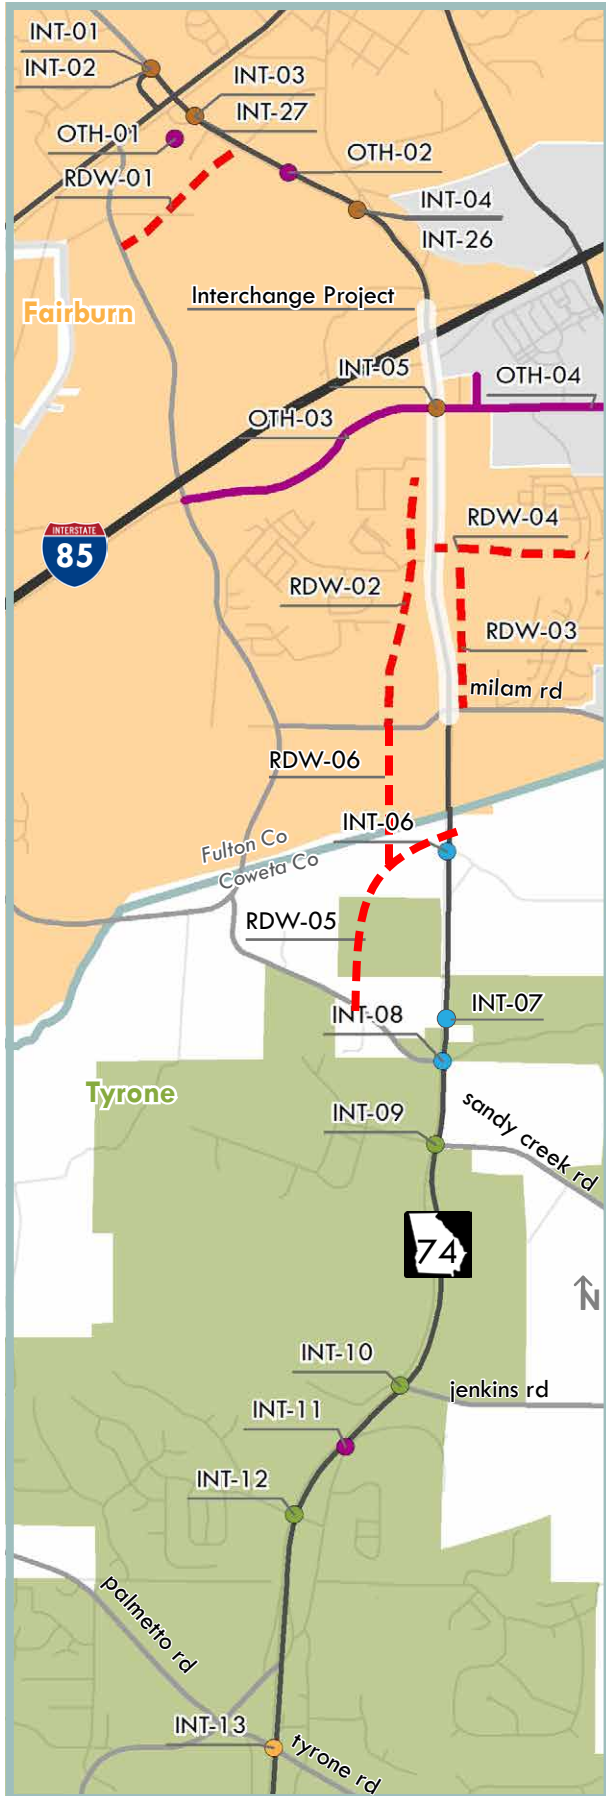 INT-01
INT-02
INT-03
INT-27
OTH-01
OTH-02
RDW-01
INT-04
INT-26
Interchange Project
Fairburn
INT-05
OTH-04
OTH-03
INTERSTATE
85
RDW-04
RDW-02
RDW-03
milam rd
RDW-06
INT-06
Fulton Co
Coweta Co
RDW-05
INT-07
INT-08
Tyrone
sandy creek rd
INT-09
74
N
INT-10
jenkins rd
INT-11
INT-12
palmetto rd
INT-13
tyrone rd